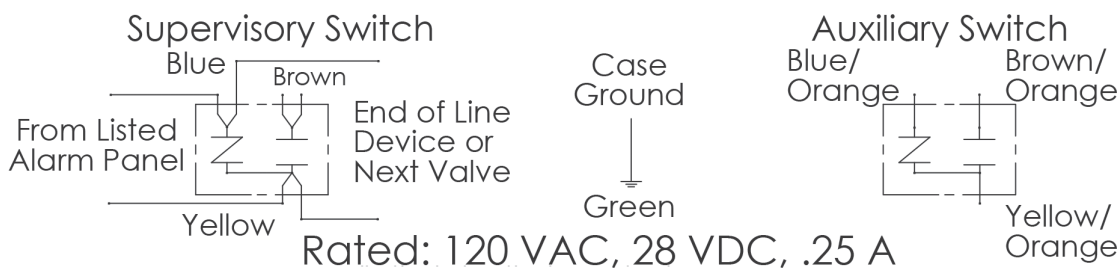 Supervisory Switch
Blue
Brown
From Listed
Alarm Panel
End of Line
Device or
Next Valve
Yellow
Case
Ground
Green
Auxiliary Switch
Blue/
Orange
Brown/
Orange
Yellow/
Orange
Rated: 120 VAC, 28 VDC, .25 A